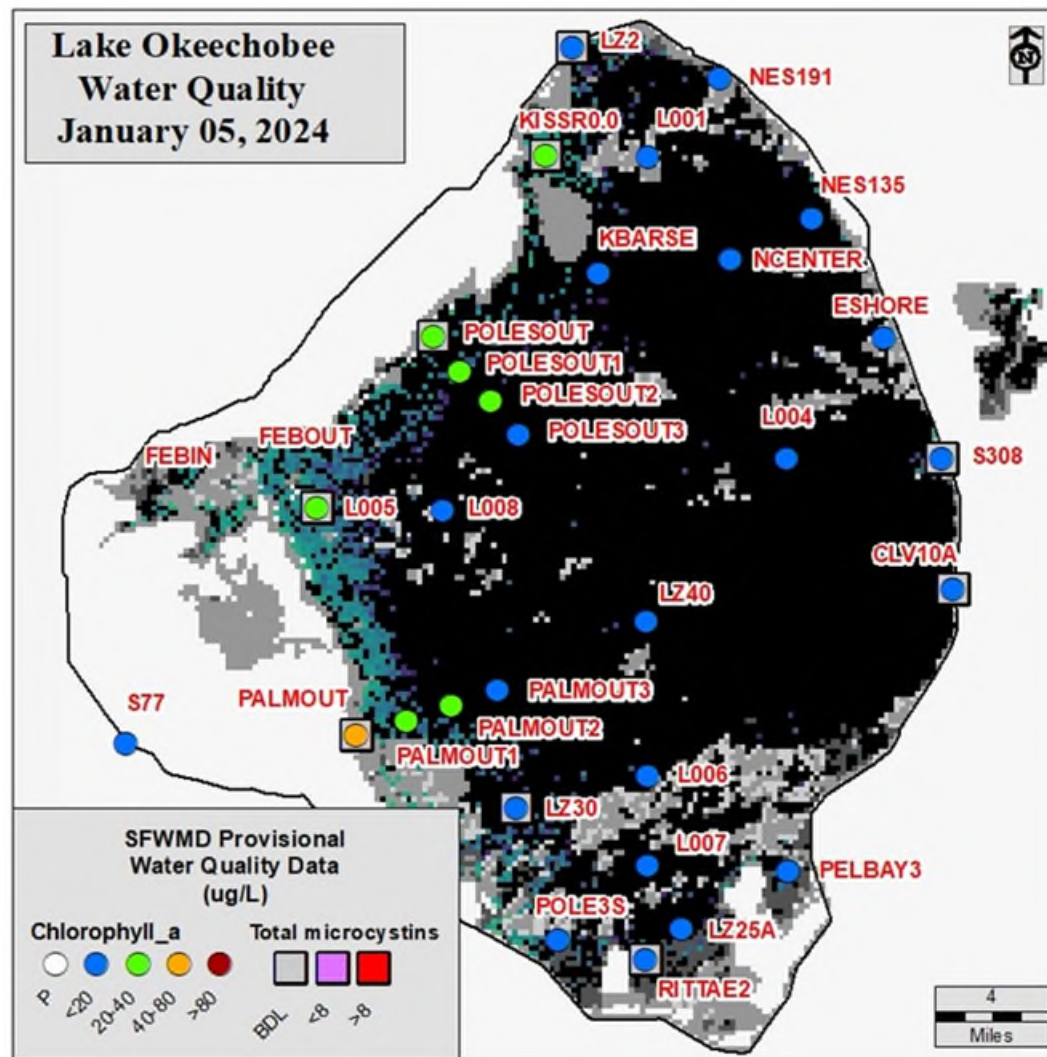 Lake Okeechobee
Water Quality
January 05, 2024
N
LZ2
NES191
KISSR0.0
L001
NES135
KBARSE
NCENTER
ESHORE
POLESOUT
POLESOUT1
POLESOUT2
POLESOUT3
L004
FEBOUT
FEBIN
S308
L005
L008
CLV10A
LZ40
PALMOUT
PALMOUT3
S77
PALMOUT2
PALMOUT1
L006
LZ30
L007
PELBAY3
POLE3S
LZ25A
RITTAE2
SFWMD Provisional
Water Quality Data
(ug/L)
Chlorophyll_a
Total microcystins
P <20 20-40 40-80 >80
BDL <8 >8
4
Miles